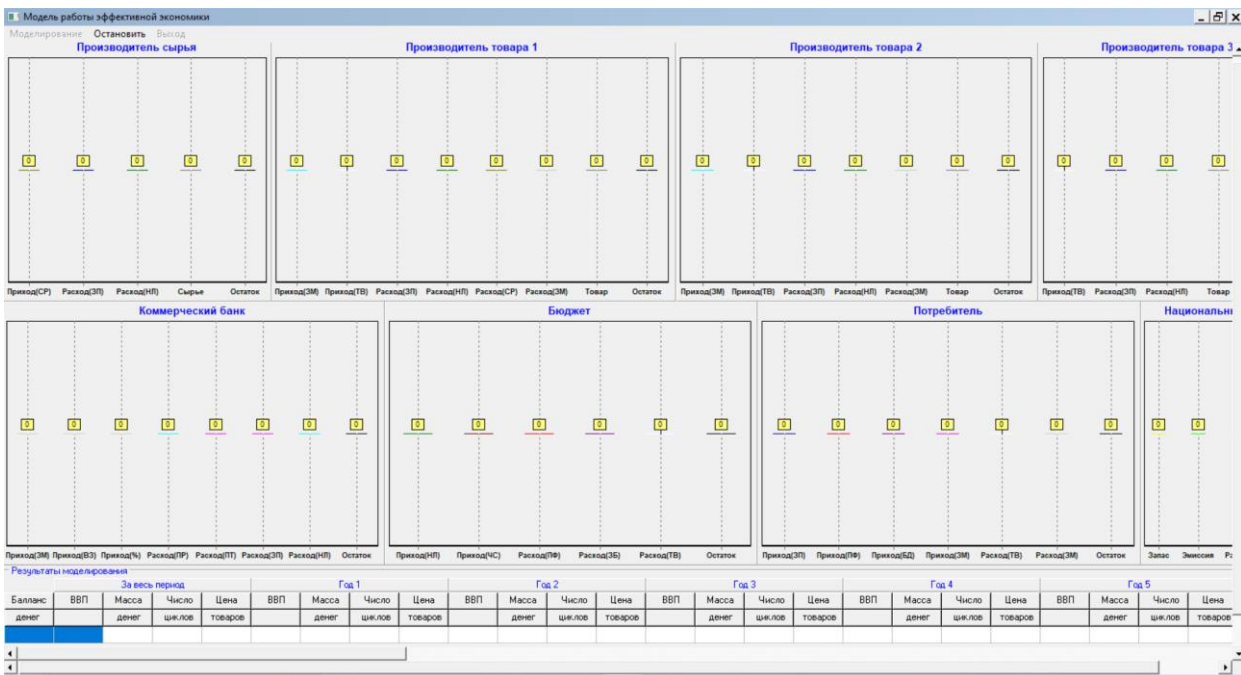 Модель работы эффективной экономики
Моделирование Остановить Выход
Производитель сырья Производитель товара 1 Производитель товара 2 Производитель товара 3
0 0 0 0 0 0 0 0 0 0 0 0 0 0 0 0 0 0 0 0 0 0 0 0
Приход(СР) Расход(ЗП) Расход(НЛ) Сырье Остаток Приход(ЗМ) Приход(ТВ) Расход(ЗП) Расход(НЛ) Расход(СР) Расход(ЗМ) Товар Остаток Приход(ЗМ) Приход(ТВ) Расход(ЗП) Расход(НЛ) Расход(ЗМ) Товар Остаток Приход(ТВ) Расход(ЗП) Расход(НЛ) Товар
Коммерческий банк Бюджет Потребитель Национальны
0 0 0 0 0 0 0 0 0 0 0 0 0 0 0 0 0 0 0 0 0 0 0
Приход(ЗМ) Приход(ВЗ) Приход(%) Расход(ПР) Расход(ПТ) Расход(ЗП) Расход(НЛ) Остаток Приход(НЛ) Приход(ЧС) Расход(ПФ) Расход(ЗБ) Расход(ТВ) Остаток Приход(ЗП) Приход(ПФ) Приход(БД) Приход(ЗМ) Расход(ТВ) Расход(ЗМ) Остаток Запас Эмиссия Ра
Результаты моделирования
За весь период Год 1 Год 2 Год 3 Год 4 Год 5
Балланс ВВП Масса Число Цена ВВП Масса Число Цена ВВП Масса Число Цена ВВП Масса Число Цена ВВП Масса Число Цена ВВП Масса Число Цена
денег денег циклов товаров денег циклов товаров денег циклов товаров денег циклов товаров денег циклов товаров денег циклов товаров